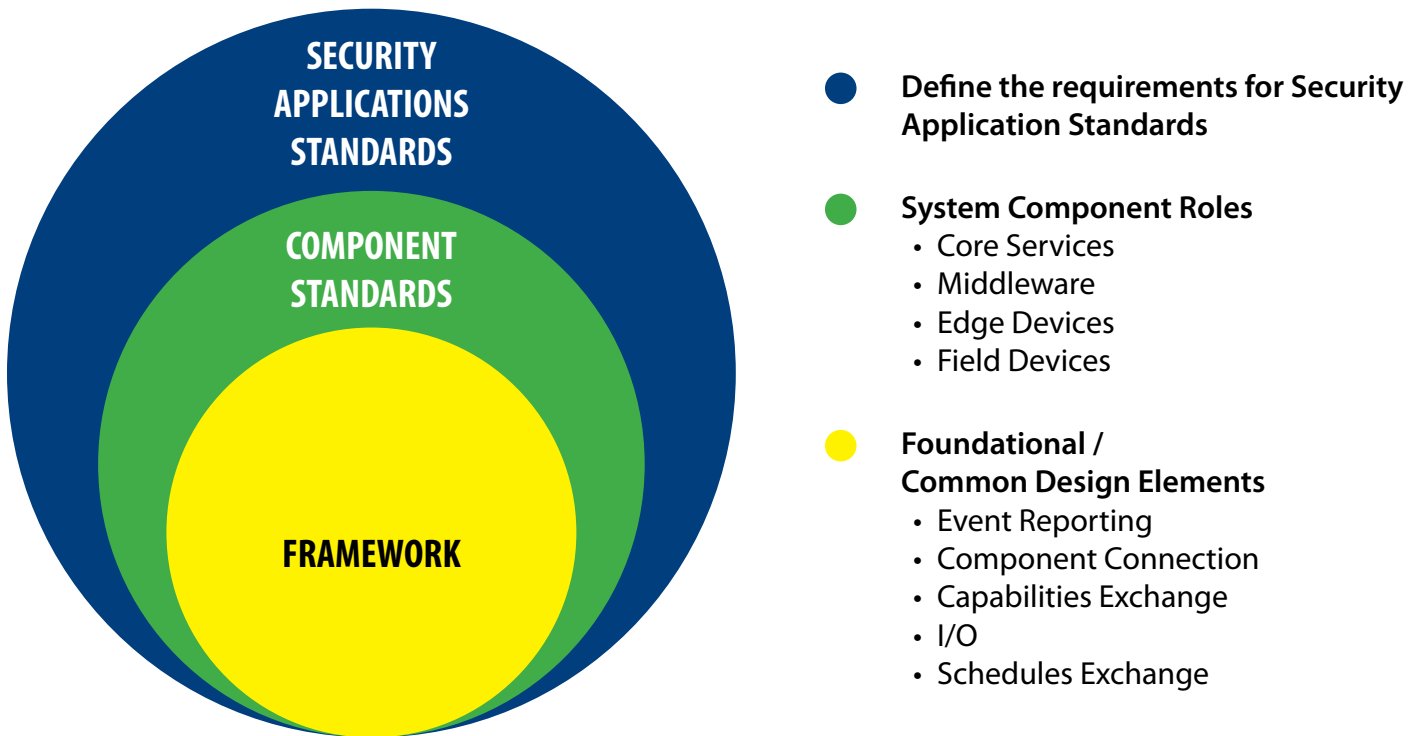 SECURITY
APPLICATIONS
STANDARDS
COMPONENT
STANDARDS
FRAMEWORK
Define the requirements for Security
Application Standards
System Component Roles
• Core Services
• Middleware
• Edge Devices
• Field Devices
Foundational /
Common Design Elements
• Event Reporting
• Component Connection
• Capabilities Exchange
• I/O
• Schedules Exchange